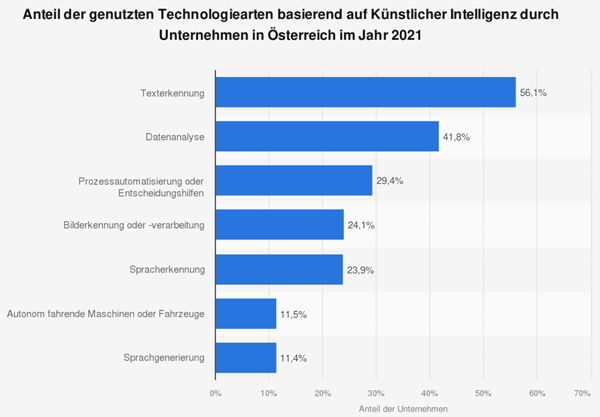 Anteil der genutzten Technologiearten basierend auf Künstlicher Intelligenz durch
Unternehmen in Österreich im Jahr 2021
Texterkennung
56,1%
Datenanalyse
41,8%
Prozessautomatisierung oder
Entscheidungshilfen
29,4%
Bilderkennung oder -verarbeitung
24,1%
Spracherkennung
23,9%
Autonom fahrende Maschinen oder Fahrzeuge
11,5%
Sprachgenerierung
11,4%
0% 10% 20% 30% 40% 50% 60% 70%
Anteil der Unternehmen